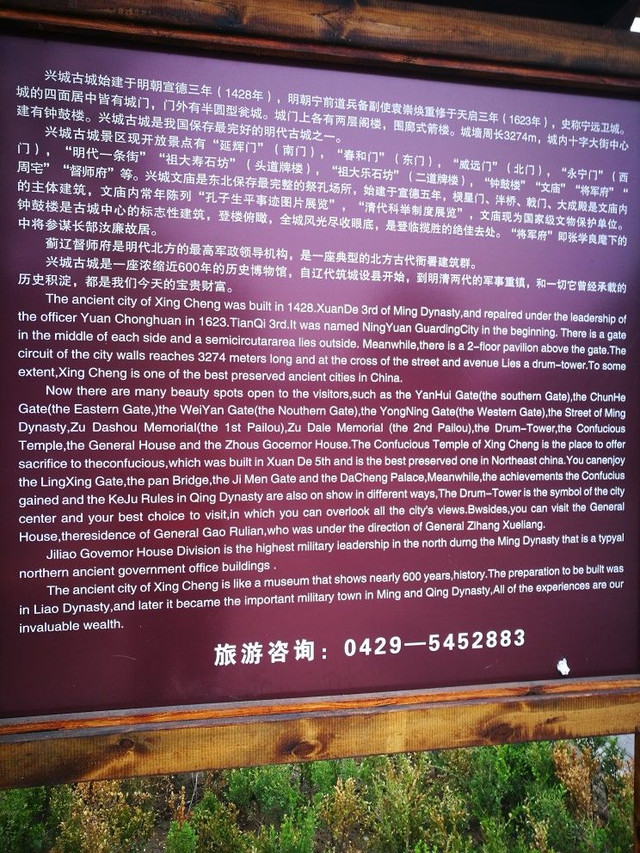 兴城古城始建于明朝宣德三年（1428年），明朝宁前道兵备副使袁崇焕重修于天启三年（1623年），史称宁远卫城。
城的四面居中皆有城门，门外有半圆型瓮城。城门上各有两层阁楼，围廊式箭楼。城墙周长3274m，城内十字大街中心
建有钟鼓楼。兴城古城是我国保存最完好的明代古城之一。
兴城古城景区现开放景点有“延辉门”（南门），“春和门”（东门），“威远门”（北门），“永宁门”（西
门），“明代一条街”“祖大寿石坊”（头道牌楼），“祖大乐石坊”（二道牌楼），“钟鼓楼”“文庙”“将军府”“
周宅”“督师府”等。兴城文庙是东北保存最完整的祭孔场所，始建于宣德五年，棂星门、泮桥、戟门、大成殿是文庙内
的主体建筑，文庙内常年陈列“孔子生平事迹图片展览”，“清代科举制度展览”，文庙现为国家级文物保护单位。
钟鼓楼是古城中心的标志性建筑，登楼俯瞰，全城风光尽收眼底，是登临揽胜的绝佳去处。“将军府”即张学良麾下的
中将参谋长郜汝廉故居。
蓟辽督师府是明代北方的最高军政领导机构，是一座典型的北方古代衙署建筑群。
兴城古城是一座浓缩近600年的历史博物馆，自辽代筑城设县开始，到明清两代的军事重镇，和一切它曾经承载的
历史积淀，都是我们今天的宝贵财富。
The ancient city of Xing Cheng was built in 1428.XuanDe 3rd of Ming Dynasty,and repaired under the leadership of
the officer Yuan Chonghuan in 1623.TianQi 3rd.It was named NingYuan GuardingCity in the beginning. There is a gate
in the middle of each side and a semicircutararea lies outside. Meanwhile,there is a 2–floor pavilion above the gate.The
circuit of the city walls reaches 3274 meters long and at the cross of the street and avenue Lies a drum–tower.To some
extent,Xing Cheng is one of the best preserved ancient cities in China.
Now there are many beauty spots open to the visitors,such as the YanHui Gate(the southern Gate),the ChunHe
Gate(the Eastern Gate,)the WeiYan Gate(the Nouthern Gate),the YongNing Gate(the Western Gate),the Street of Ming
Dynasty,Zu Dashou Memorial(the 1st Pailou),Zu Dale Memorial (the 2nd Pailou),the Drum–Tower,the Confucious
Temple,the General House and the Zhous Gocernor House.The Confucious Temple of Xing Cheng is the place to offer
sacrifice to theconfucious,which was built in Xuan De 5th and is the best preserved one in Northeast china.You canenjoy
the LingXing Gate,the pan Bridge,the Ji Men Gate and the DaCheng Palace,Meanwhile,the achievements the Confucius
gained and the KeJu Rules in Qing Dynasty are also on show in different ways,The Drum–Tower is the symbol of the city
center and your best choice to visit,in which you can overlook all the city's views.Bwsides,you can visit the General
House,theresidence of General Gao Rulian,who was under the direction of General Zlhang Xueliang.
Jiliao Govemor House Division is the highest military leadership in the north durng the Ming Dynasty that is a typyal
northern ancient government office buildings .
The ancient city of Xing Cheng is like a museum that shows nearly 600 years,history.The preparation to be built was
in Liao Dynasty,and later it became the important military town in Ming and Qing Dynasty,All of the experiences are our
invaluable wealth.
旅游咨询：0429—5452883